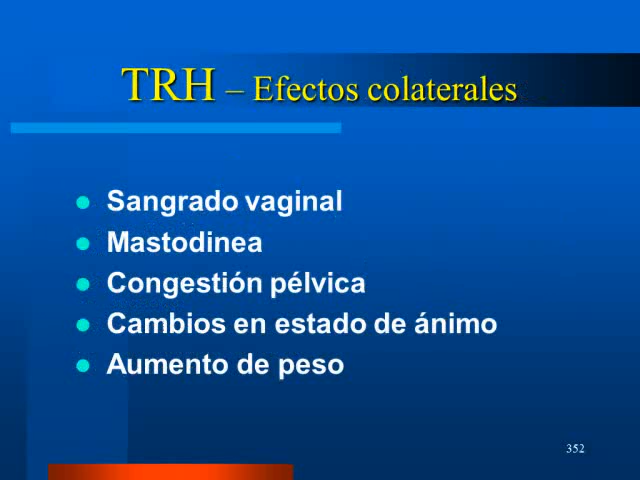 TRH – Efectos colaterales
Sangrado vaginal
Mastodinea
Congestión pélvica
Cambios en estado de ánimo
Aumento de peso
352